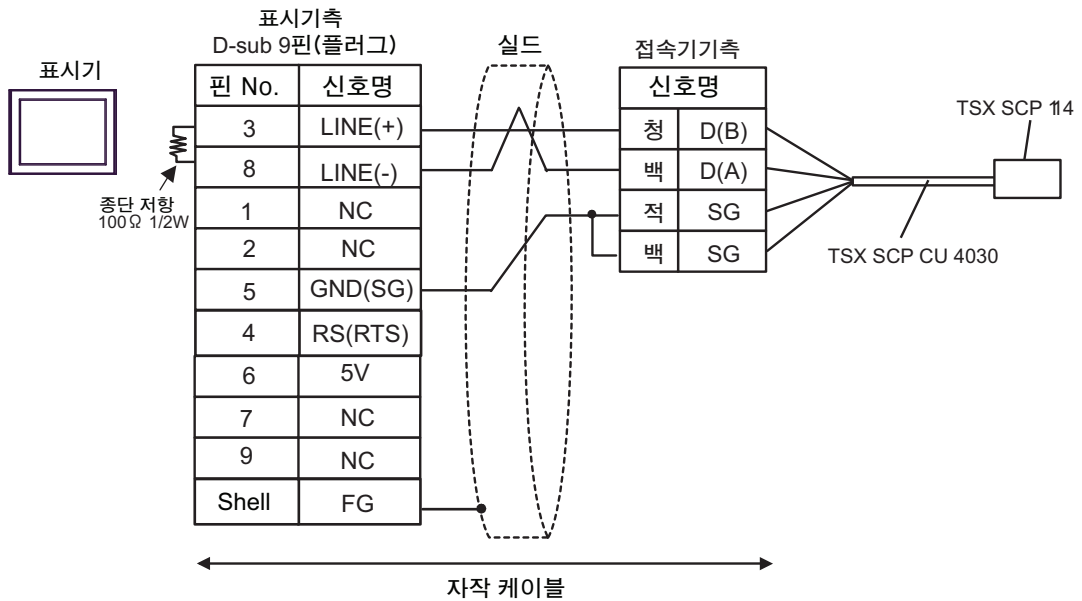 표시기측
D-sub 9핀(플러그)
실드
접속기기측
표시기
핀 No. 신호명
신호명
TSX SCP 114
3 LINE(+)
청 D(B)
8 LINE(-)
백 D(A)
종단 저항
100Ω 1/2W
1 NC
적 SG
2 NC
백 SG
TSX SCP CU 4030
5 GND(SG)
4 RS(RTS)
6 5V
7 NC
9 NC
Shell FG
자작 케이블